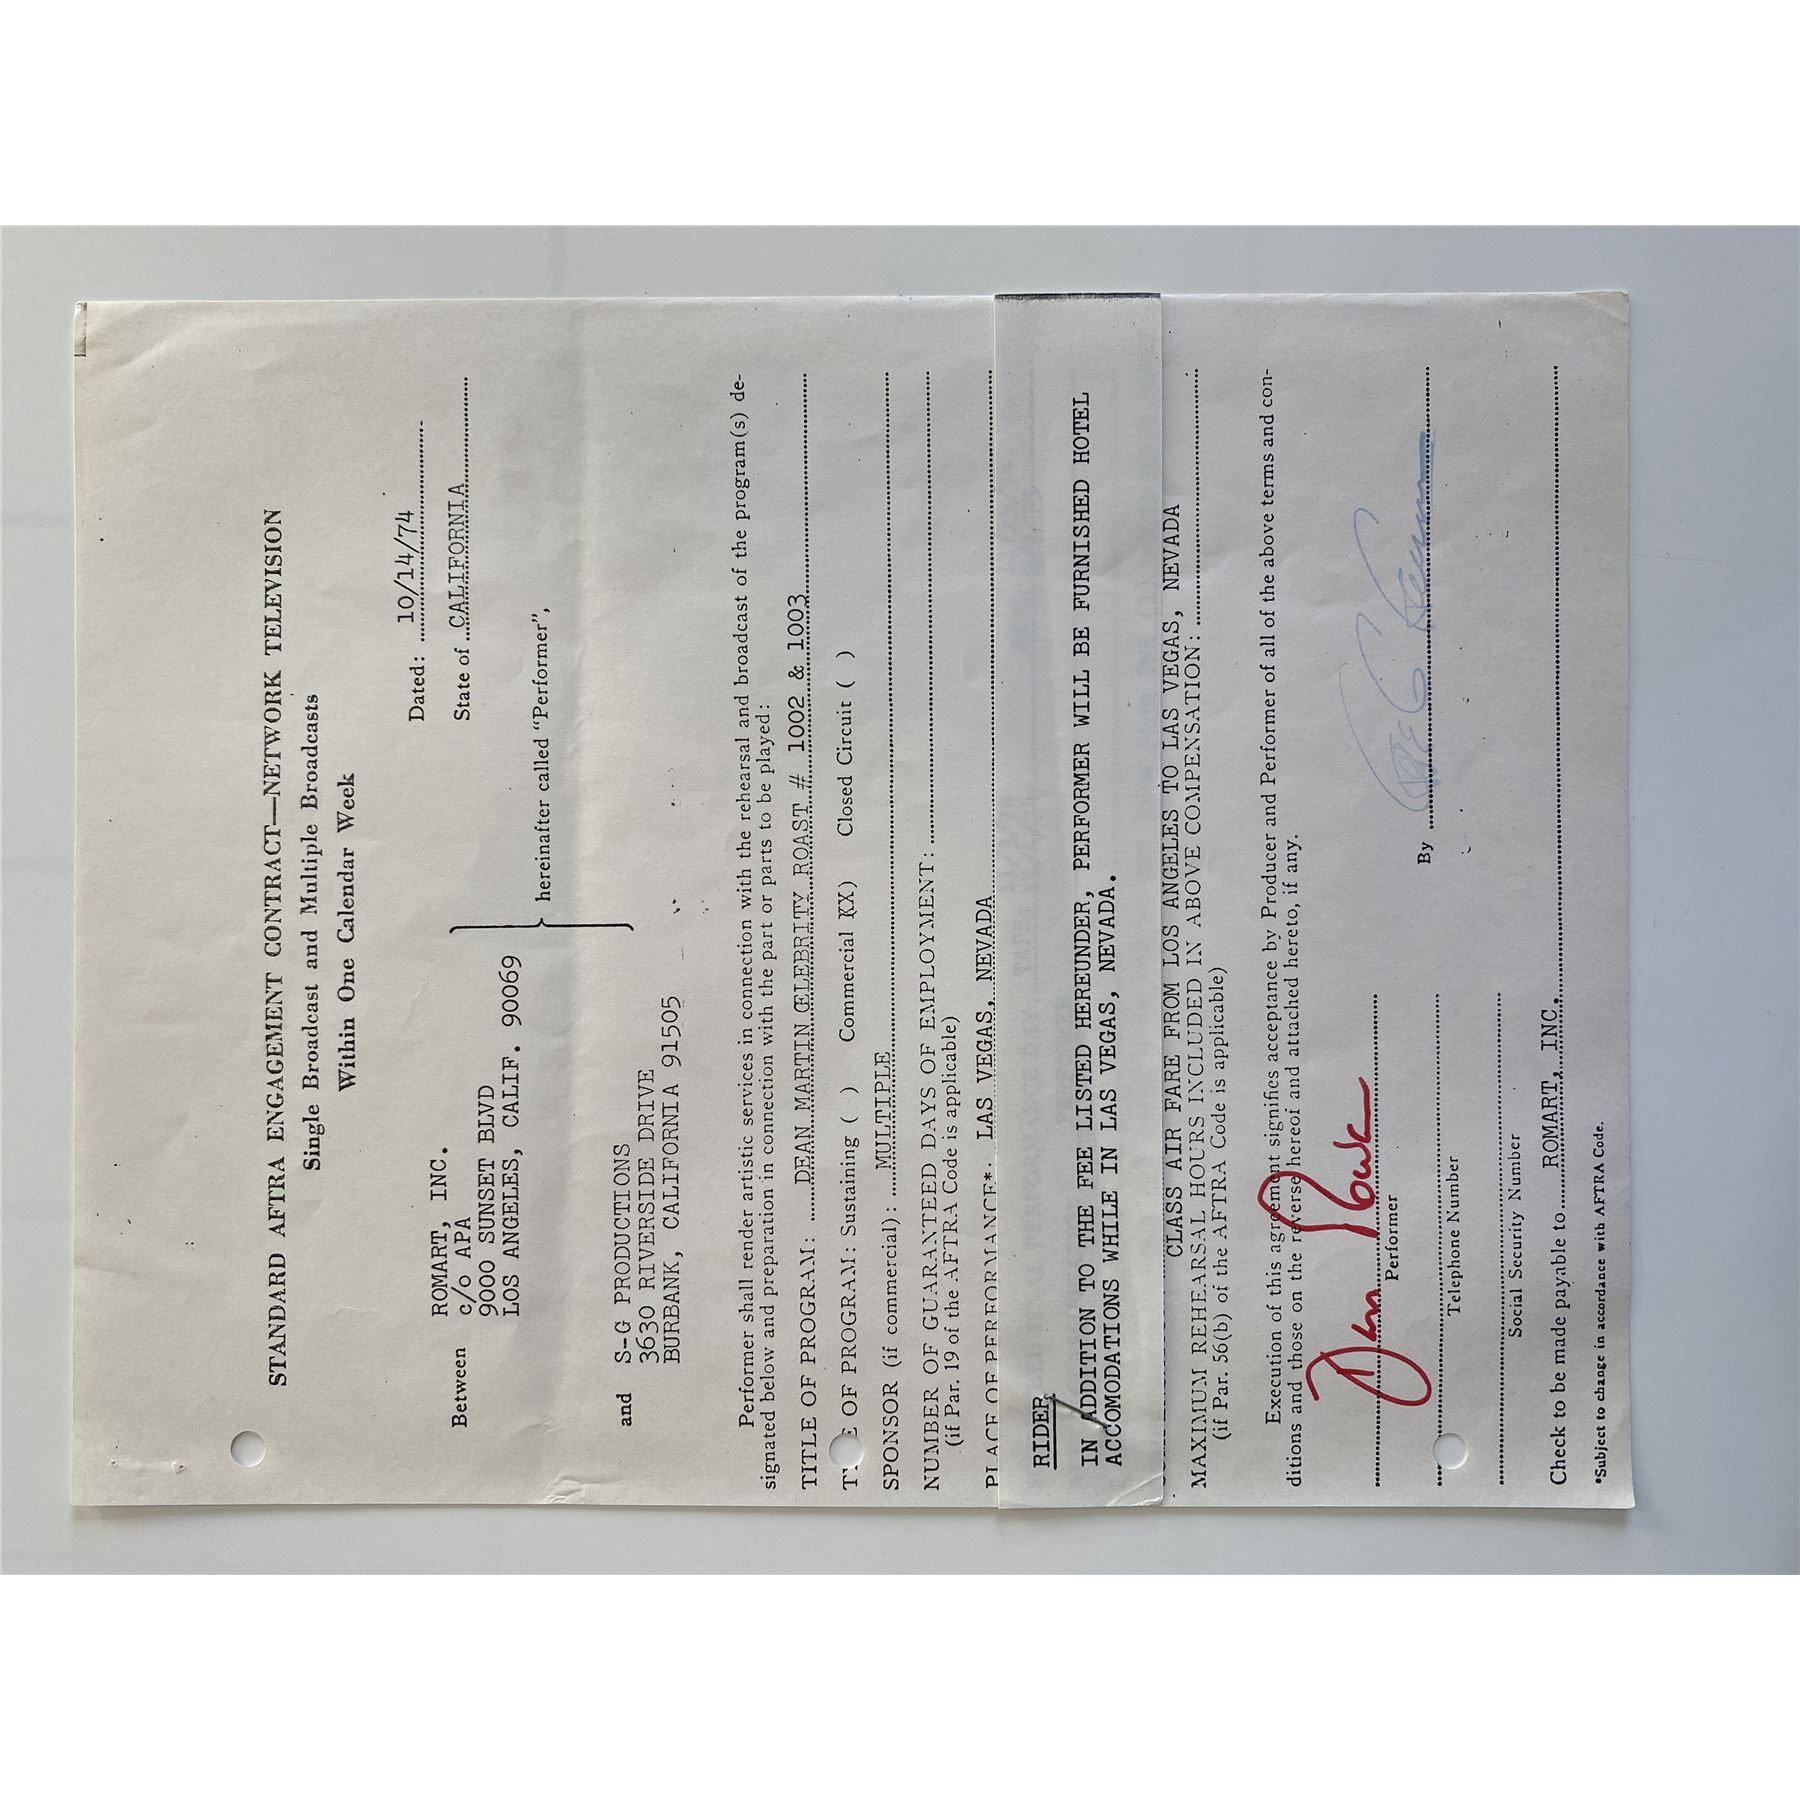 STANDARD AFTRA ENGAGEMENT CONTRACT—NETWORK TELEVISION
Single Broadcast and Multiple Broadcasts
Within One Calendar Week
Dated: 10/14/74
State of CALIFORNIA
Between ROMART, INC.
c/o APA
9000 SUNSET BLVD
LOS ANGELES, CALIF. 90069
hereinafter called "Performer",
and S-G PRODUCTIONS
3630 RIVERSIDE DRIVE
BURBANK, CALIFORNIA 91505
Performer shall render artistic services in connection with the rehearsal and broadcast of the program(s) de-
signated below and preparation in connection with the part or parts to be played:
TITLE OF PROGRAM: DEAN MARTIN CELEBRITY ROAST # 1002 & 1003
OF PROGRAM: Sustaining ( ) Commercial (XX) Closed Circuit ( )
SPONSOR (if commercial): MULTIPLE
NUMBER OF GUARANTEED DAYS OF EMPLOYMENT:
(if Par. 19 of the AFTRA Code is applicable)
PLACE OF PERFORMANCE*. LAS VEGAS, NEVADA
RIDER
IN ADDITION TO THE FEE LISTED HEREUNDER, PERFORMER WILL BE FURNISHED HOTEL
ACCOMODATIONS WHILE IN LAS VEGAS, NEVADA.
CLASS AIR FARE FROM LOS ANGELES TO LAS VEGAS, NEVADA
MAXIMUM REHEARSAL HOURS INCLUDED IN ABOVE COMPENSATION:
(if Par. 56(b) of the AFTRA Code is applicable)
Execution of this agreement signifies acceptance by Producer and Performer of all of the above terms and con-
ditions and those on the reverse hereof and attached hereto, if any.
Performer
By
Telephone Number
Social Security Number
Check to be made payable to ROMART, INC.
*Subject to change in accordance with AFTRA Code.